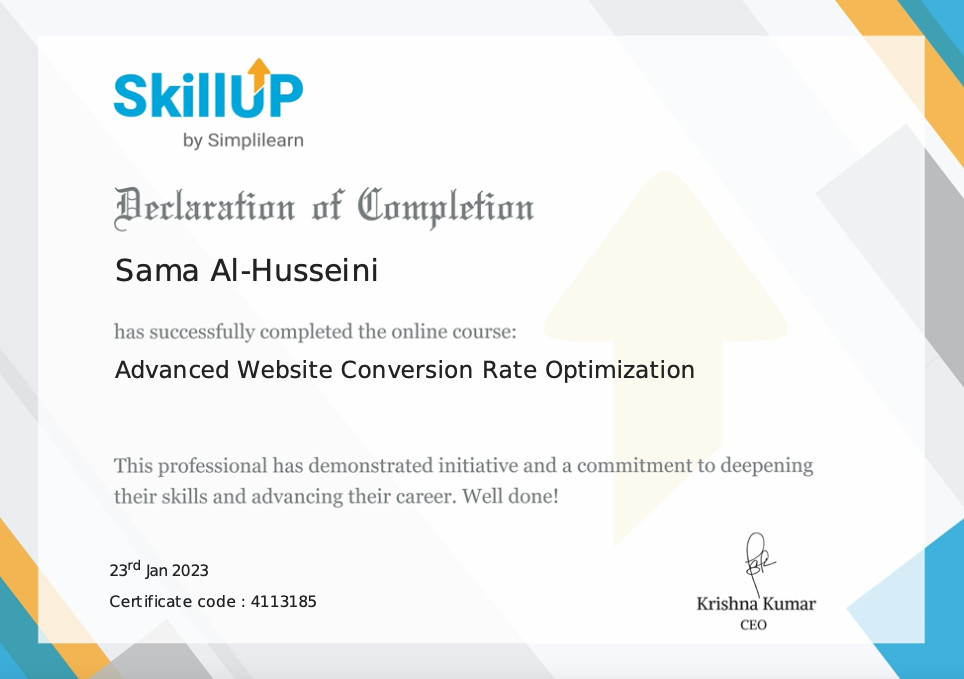 SkillUP
by Simplilearn
Declaration of Completion
Sama Al-Husseini
has successfully completed the online course:
Advanced Website Conversion Rate Optimization
This professional has demonstrated initiative and a commitment to deepening
their skills and advancing their career. Well done!
23rd Jan 2023
Certificate code : 4113185
Krishna Kumar
CEO